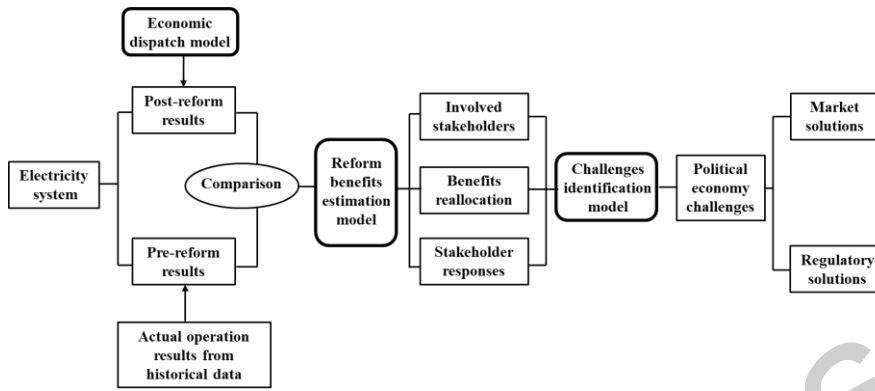 Economic
dispatch model
Post-reform
results
Involved
stakeholders
Market
solutions
Electricity
system
Comparison
Reform
benefits
estimation
model
Benefits
reallocation
Challenges
identification
model
Political
economy
challenges
Pre-reform
results
Stakeholder
responses
Regulatory
solutions
Actual operation
results from
historical data